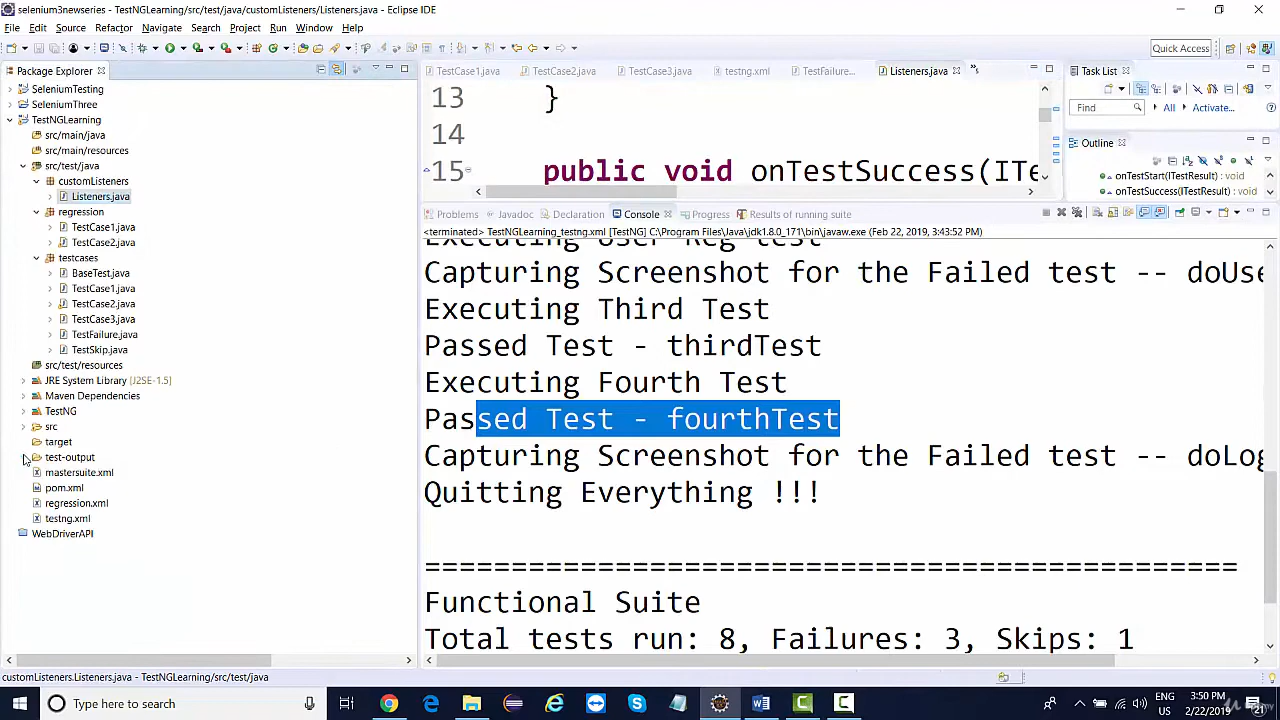 selenium3newseries - TestNGLearning/src/test/java/customListeners/Listeners.java - Eclipse IDE
File Edit Source Refactor Navigate Search Project Run Window Help
Quick Access
Package Explorer
SeleniumTesting
SeleniumThree
TestNGLearning
src/main/java
src/main/resources
src/test/java
customListeners
Listeners.java
regression
TestCase1.java
TestCase2.java
testcases
BaseTest.java
TestCase1.java
TestCase2.java
TestCase3.java
TestFailure.java
TestSkip.java
src/test/resources
JRE System Library [J2SE-1.5]
Maven Dependencies
TestNG
src
target
test-output
mastersuite.xml
pom.xml
regression.xml
testng.xml
WebDriverAPI
TestCase1.java TestCase2.java TestCase3.java testng.xml TestFailure... Listeners.java
13 }
14
15 public void onTestSuccess(ITe
Task List
Find All Activate...
Outline
onTestStart(ITestResult) : void
onTestSuccess(ITestResult) : void
Problems Javadoc Declaration Console Progress Results of running suite
<terminated> TestNGLearning_testng.xml [TestNG] C:\Program Files\Java\jdk1.8.0_171\bin\javaw.exe (Feb 22, 2019, 3:43:52 PM)
Executing User Reg test
Capturing Screenshot for the Failed test -- doUse
Executing Third Test
Passed Test - thirdTest
Executing Fourth Test
Passed Test - fourthTest
Capturing Screenshot for the Failed test -- doLog
Quitting Everything !!!
===============================================
Functional Suite
Total tests run: 8, Failures: 3, Skips: 1
customListeners.Listeners.java - TestNGLearning/src/test/java
Type here to search
ENG
US
3:50 PM
2/22/2019